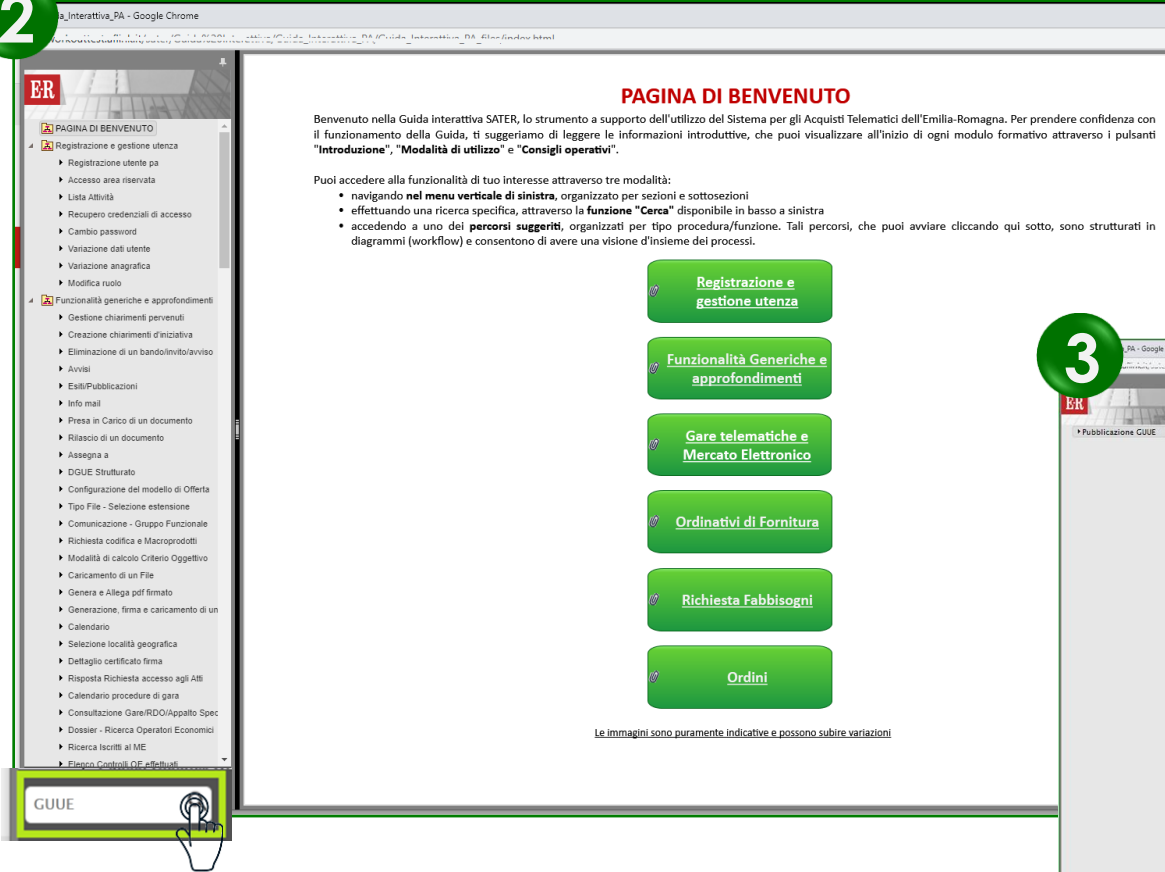 2
a_Interattiva_PA - Google Chrome
E-R
PAGINA DI BENVENUTO
Registrazione e gestione utenza
Registrazione utente pa
Accesso area riservata
Lista Attività
Recupero credenziali di accesso
Cambio password
Variazione dati utente
Variazione anagrafica
Modifica ruolo
Funzionalità generiche e approfondimenti
Gestione chiarimenti pervenuti
Creazione chiarimenti d'iniziativa
Eliminazione di un bando/invito/avviso
Avvisi
Esiti/Pubblicazioni
Info mail
Presa in Carico di un documento
Rilascio di un documento
Assegna a
DGUE Strutturato
Configurazione del modello di Offerta
Tipo File - Selezione estensione
Comunicazione - Gruppo Funzionale
Richiesta codifica e Macroprodotti
Modalità di calcolo Criterio Oggettivo
Caricamento di un File
Genera e Allega pdf firmato
Generazione, firma e caricamento di un
Calendario
Selezione località geografica
Dettaglio certificato firma
Risposta Richiesta accesso agli Atti
Calendario procedure di gara
Consultazione Gare/RDO/Appalto Spec
Dossier - Ricerca Operatori Economici
Ricerca Iscritti al ME
Elenco Controlli OE effettuati
GUUE
PAGINA DI BENVENUTO
Benvenuto nella Guida interattiva SATER, lo strumento a supporto dell'utilizzo del Sistema per gli Acquisti Telematici dell'Emilia-Romagna. Per prendere confidenza con
il funzionamento della Guida, ti suggeriamo di leggere le informazioni introduttive, che puoi visualizzare all'inizio di ogni modulo formativo attraverso i pulsanti
"Introduzione", "Modalità di utilizzo" e "Consigli operativi".
Puoi accedere alla funzionalità di tuo interesse attraverso tre modalità:
• navigando nel menu verticale di sinistra, organizzato per sezioni e sottosezioni
• effettuando una ricerca specifica, attraverso la funzione "Cerca" disponibile in basso a sinistra
• accedendo a uno dei percorsi suggeriti, organizzati per tipo procedura/funzione. Tali percorsi, che puoi avviare cliccando qui sotto, sono strutturati in
diagrammi (workflow) e consentono di avere una visione d'insieme dei processi.
Registrazione e
gestione utenza
Funzionalità Generiche e
approfondimenti
Gare telematiche e
Mercato Elettronico
Ordinativi di Fornitura
Richiesta Fabbisogni
Ordini
Le immagini sono puramente indicative e possono subire variazioni
3
_PA - Google
E-R
Pubblicazione GUUE